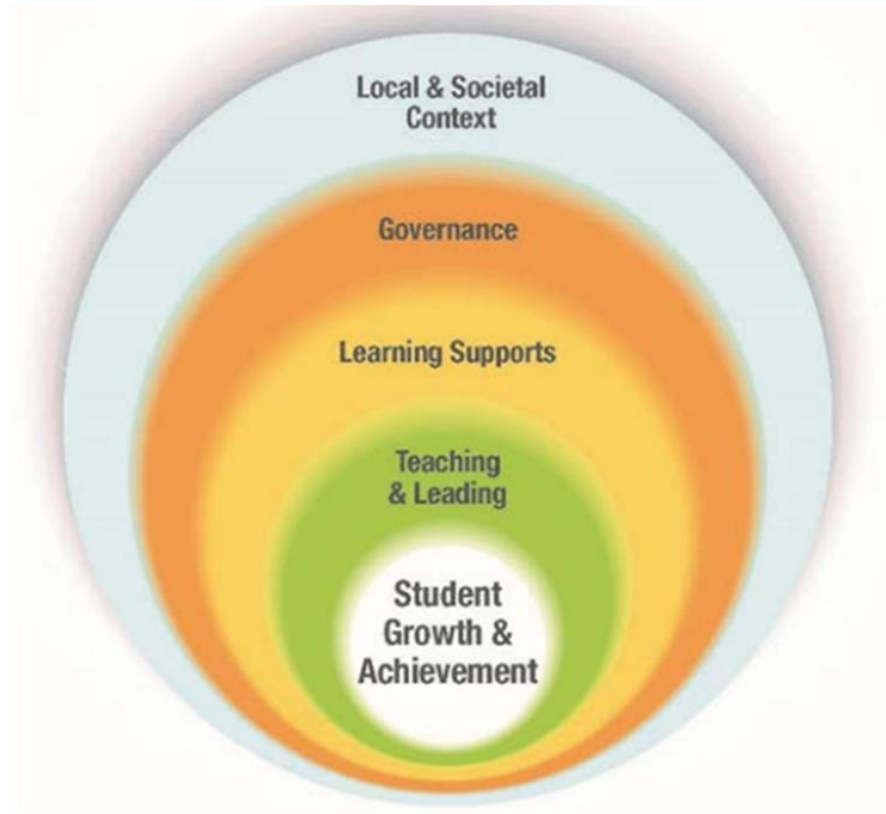 Local & Societal
Context
Governance
Learning Supports
Teaching
& Leading
Student
Growth &
Achievement